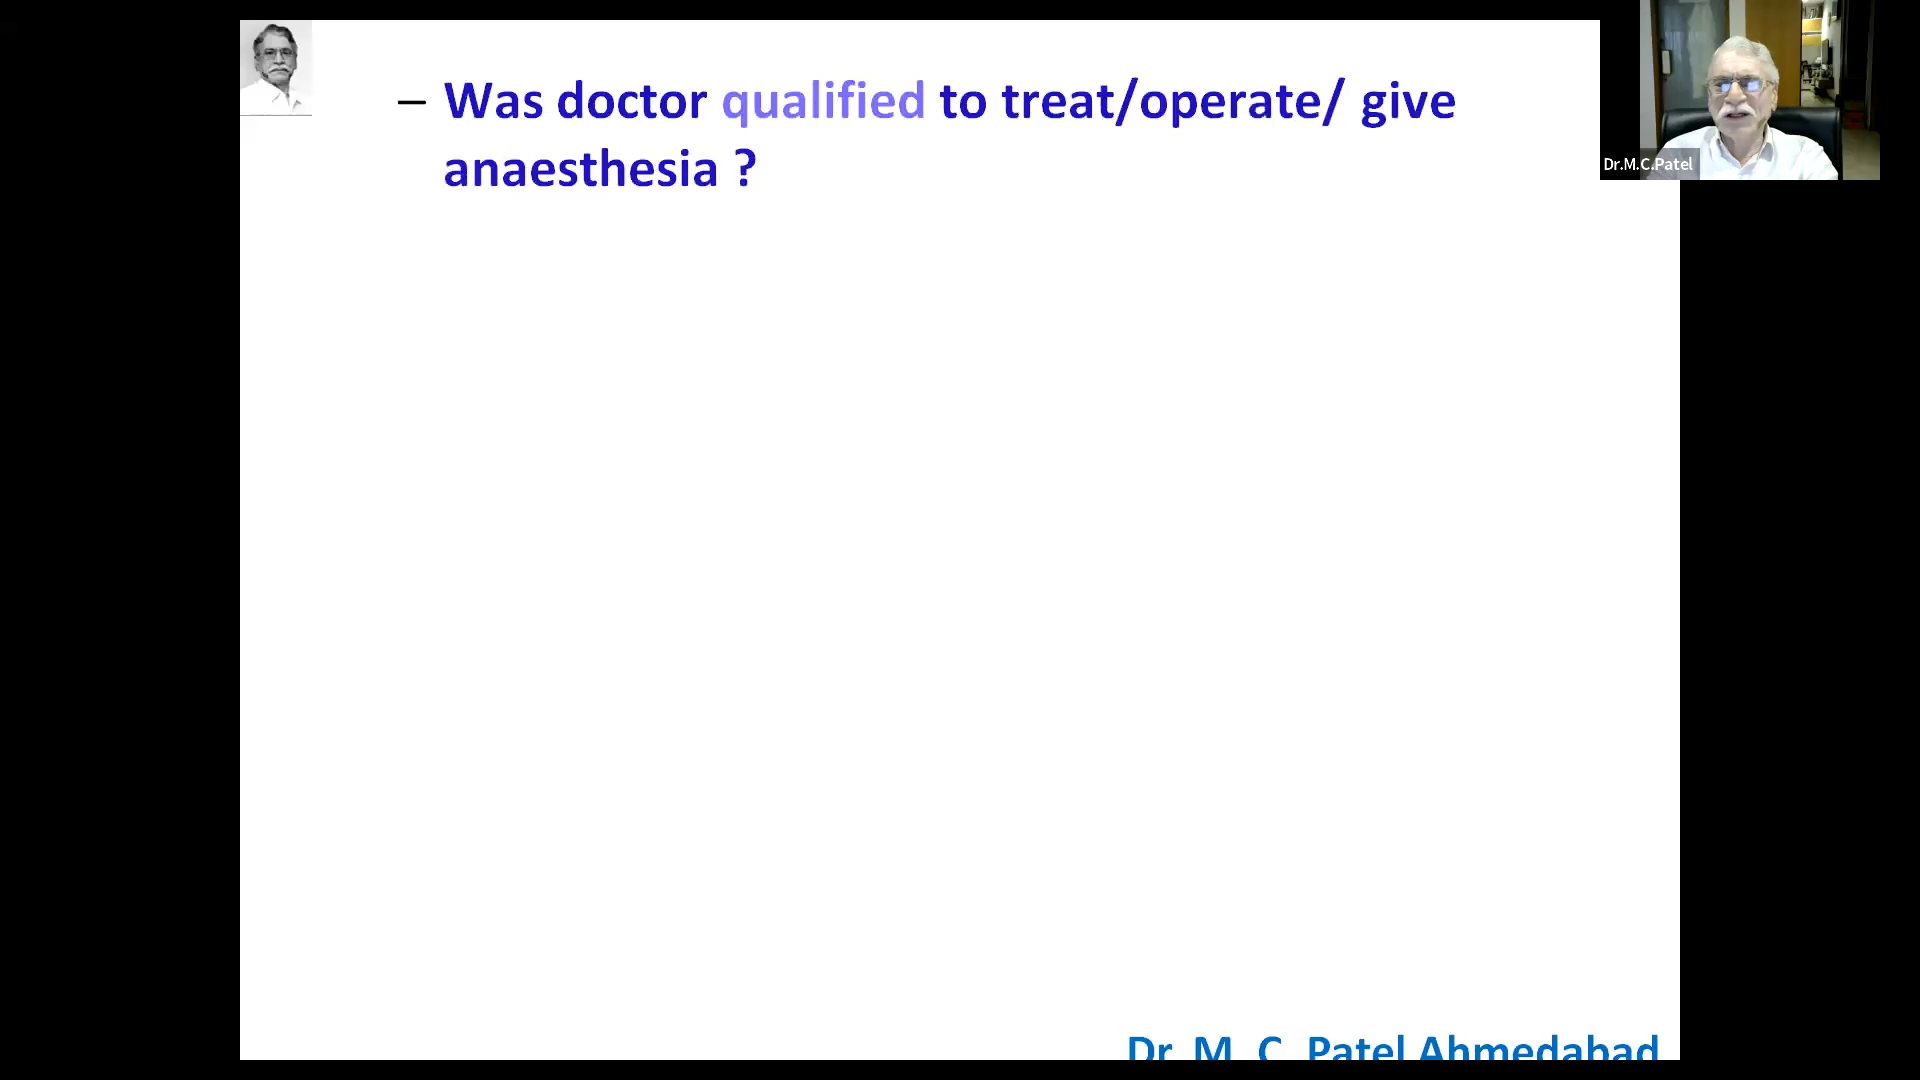 – Was doctor qualified to treat/operate/ give
anaesthesia ?
Dr.M.C.Patel
Dr. M. C. Patel Ahmedabad